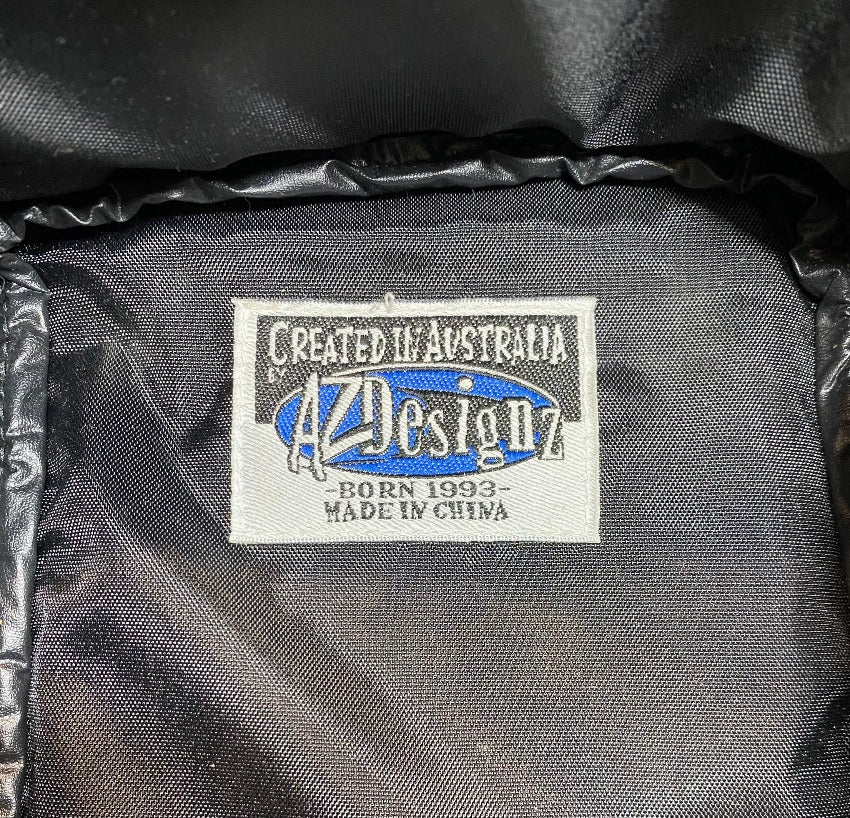 CREATED IN AUSTRALIA
BY
AZDesignz
-BORN 1993-
MADE IN CHINA